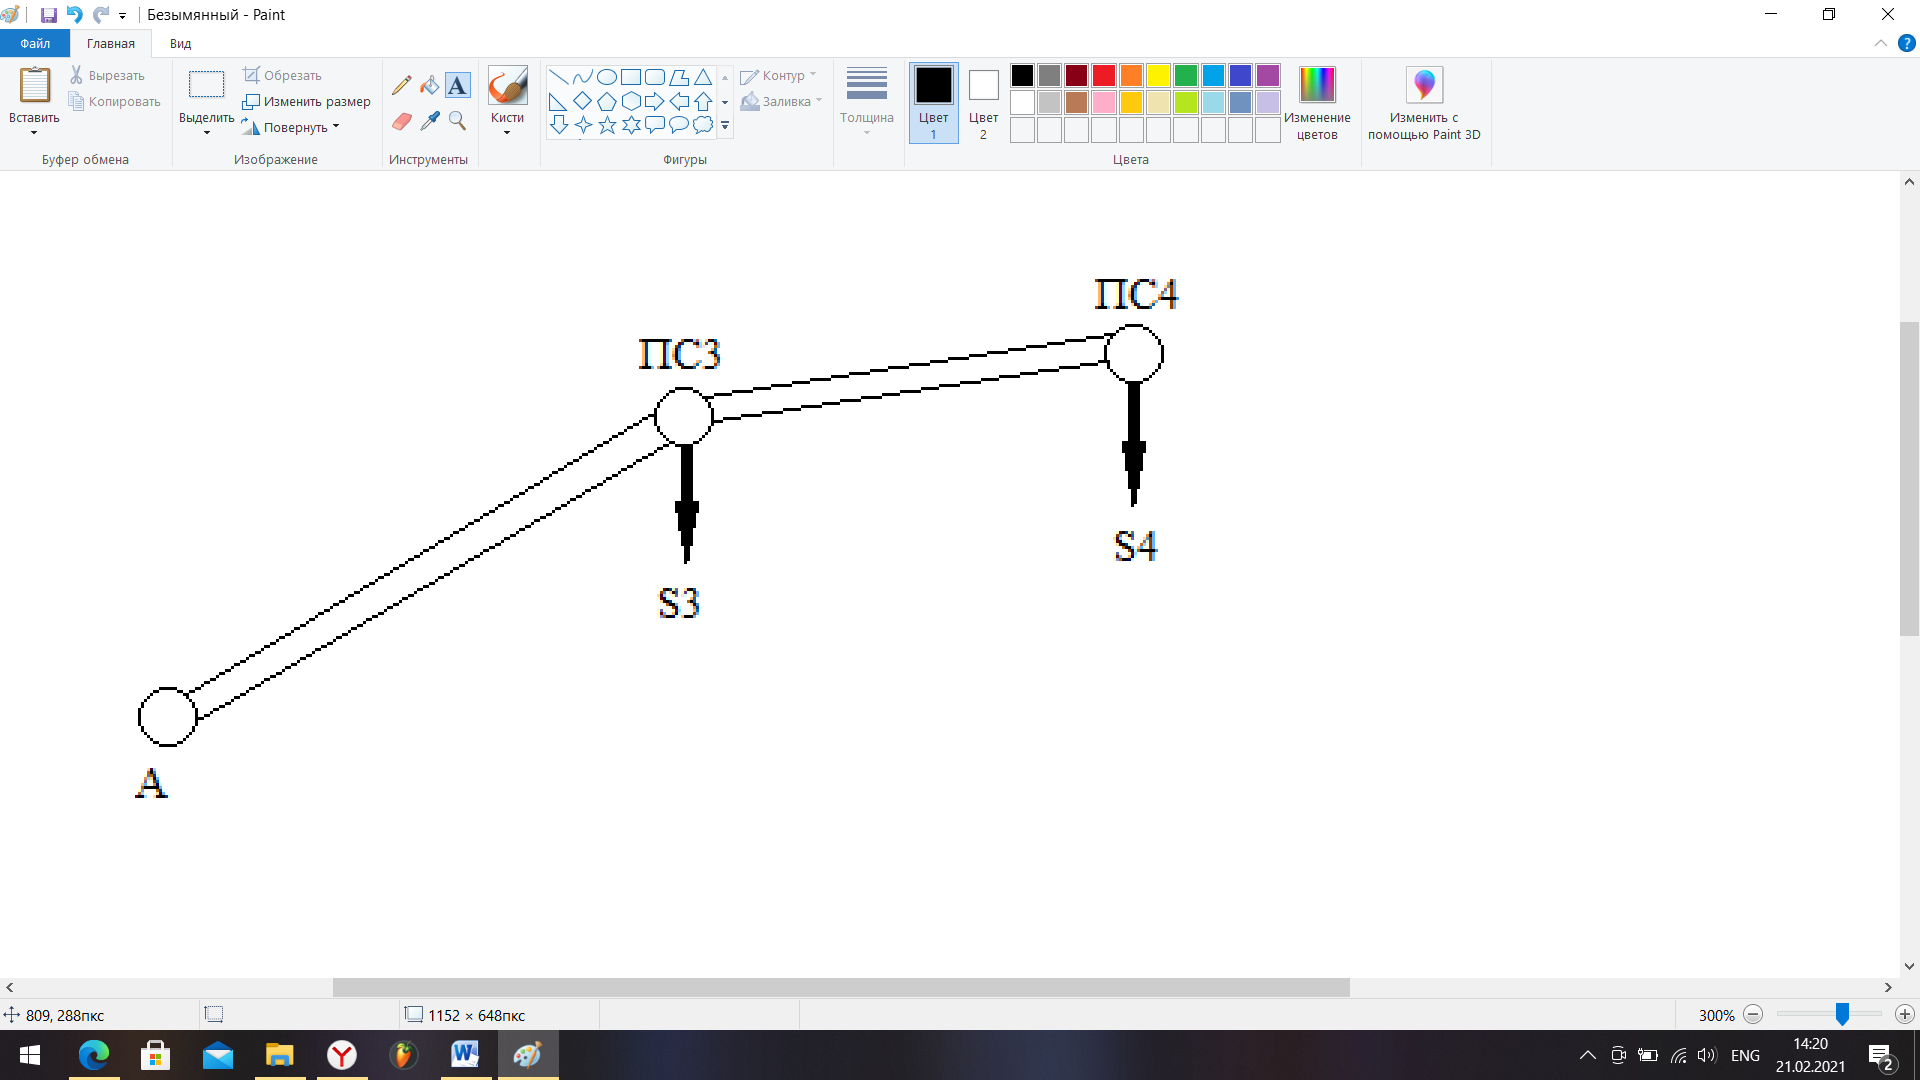 Безымянный - Paint
Файл
Главная
Вид
Вставить
Вырезать
Копировать
Буфер обмена
Выделить
Обрезать
Изменить размер
Повернуть
Изображение
A
Инструменты
Кисти
Фигуры
Контур
Заливка
Толщина
Цвет
1
Цвет
2
Изменение
цветов
Цвета
Изменить с
помощью Paint 3D
?
ПС4
ПС3
S4
S3
А
809, 288пкс
1152 × 648пкс
300%
Y
W
ENG
14:20
21.02.2021
2